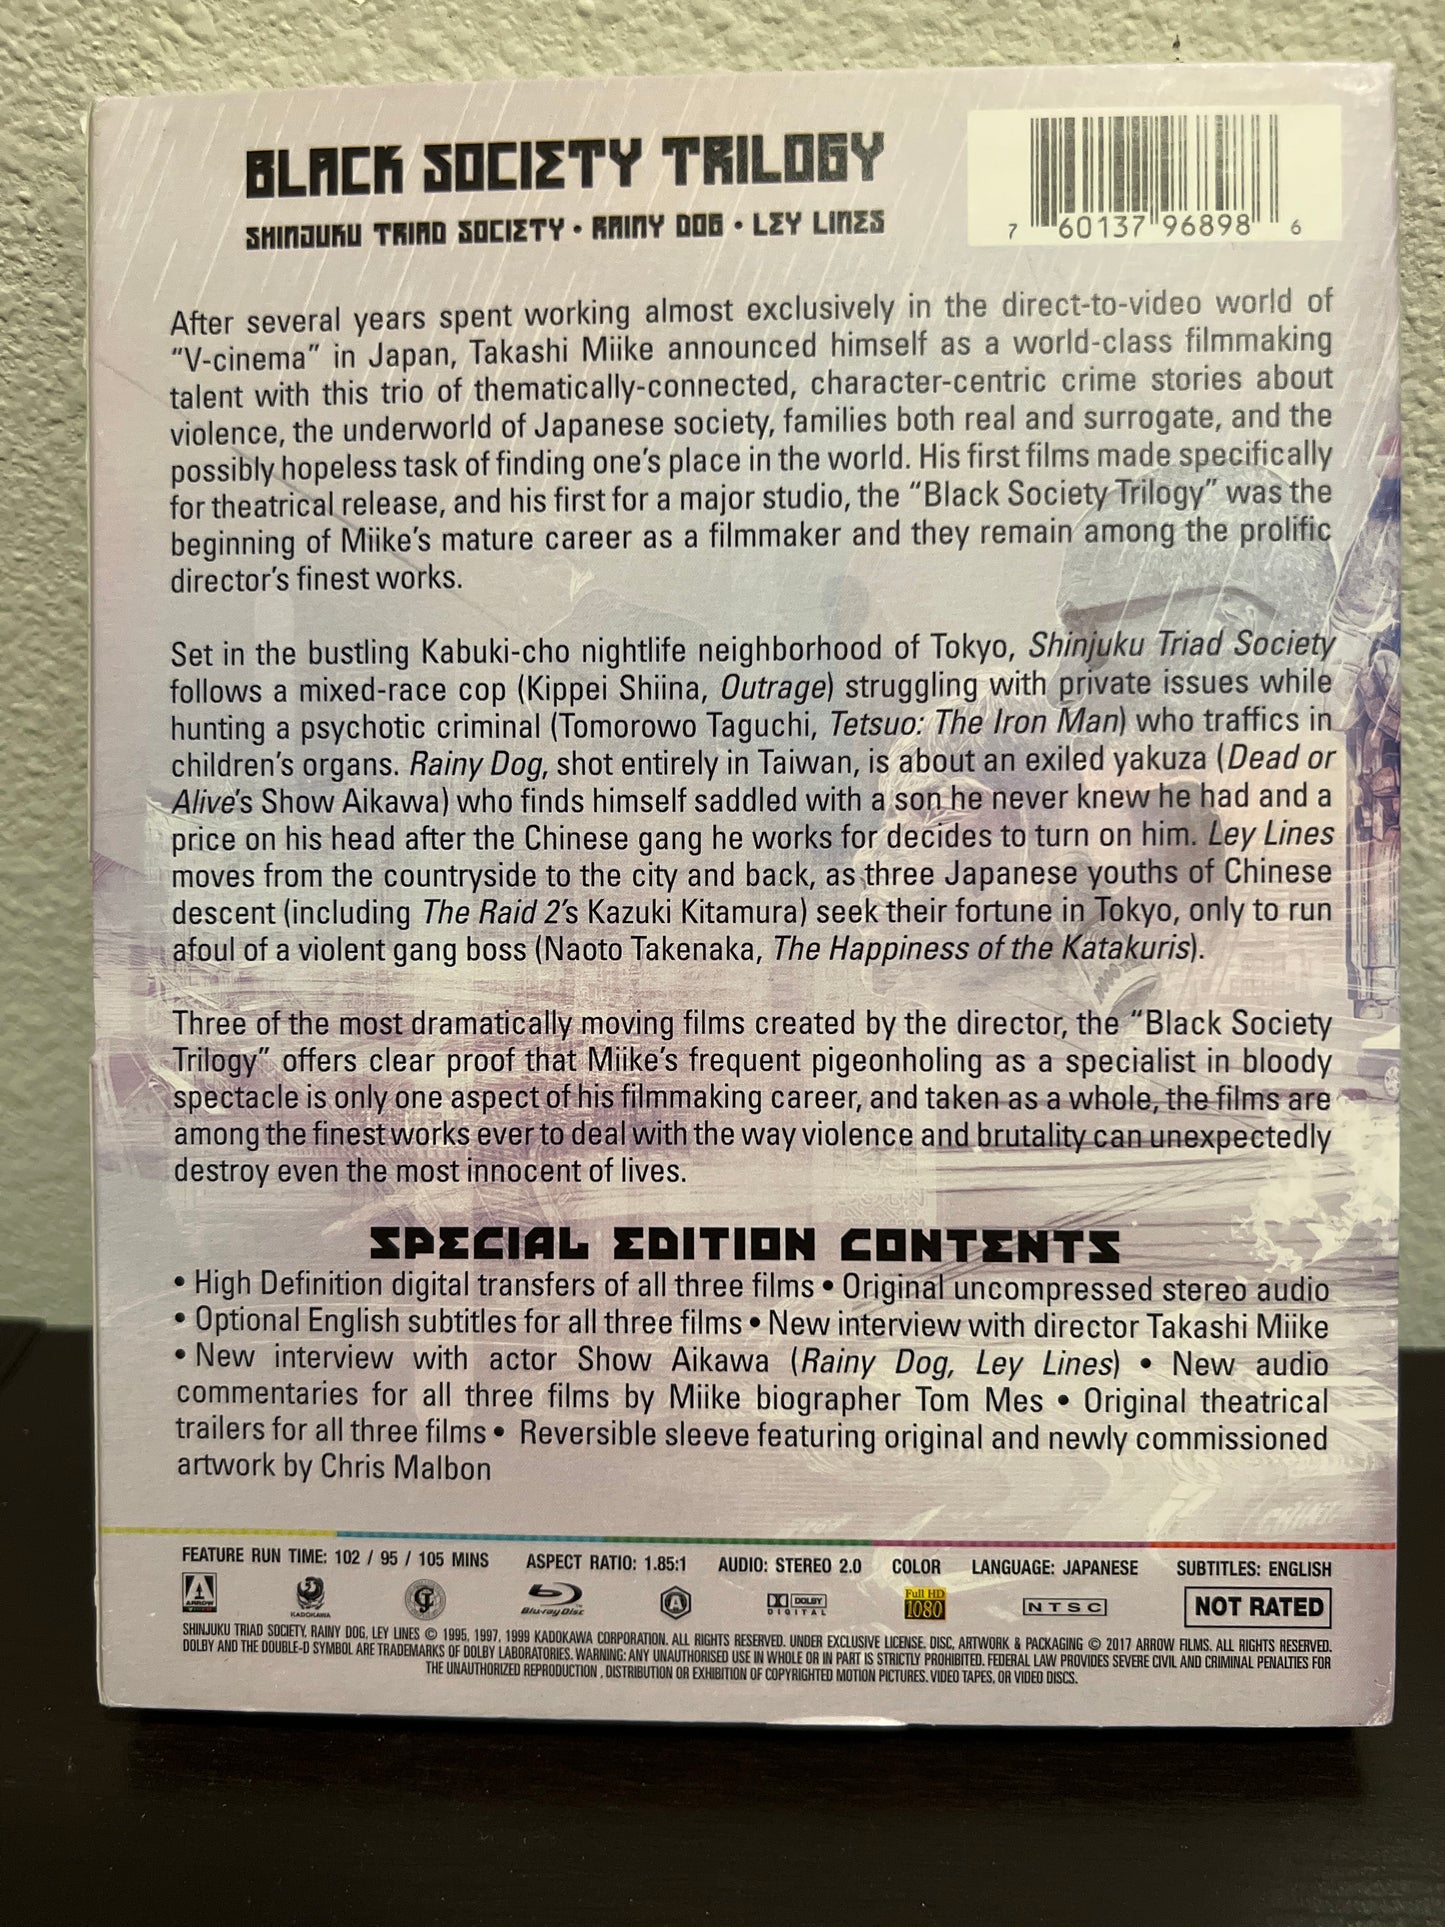 BLACK SOCIETY TRILOGY
SHINJUKU TRIAD SOCIETY • RAINY DOG • LEY LINES
7 60137 96898 6
After several years spent working almost exclusively in the direct-to-video world of
“V-cinema” in Japan, Takashi Miike announced himself as a world-class filmmaking
talent with this trio of thematically-connected, character-centric crime stories about
violence, the underworld of Japanese society, families both real and surrogate, and the
possibly hopeless task of finding one’s place in the world. His first films made specifically
for theatrical release, and his first for a major studio, the “Black Society Trilogy” was the
beginning of Miike’s mature career as a filmmaker and they remain among the prolific
director’s finest works.
Set in the bustling Kabuki-cho nightlife neighborhood of Tokyo, Shinjuku Triad Society
follows a mixed-race cop (Kippei Shiina, Outrage) struggling with private issues while
hunting a psychotic criminal (Tomorowo Taguchi, Tetsuo: The Iron Man) who traffics in
children’s organs. Rainy Dog, shot entirely in Taiwan, is about an exiled yakuza (Dead or
Alive’s Show Aikawa) who finds himself saddled with a son he never knew he had and a
price on his head after the Chinese gang he works for decides to turn on him. Ley Lines
moves from the countryside to the city and back, as three Japanese youths of Chinese
descent (including The Raid 2’s Kazuki Kitamura) seek their fortune in Tokyo, only to run
afoul of a violent gang boss (Naoto Takenaka, The Happiness of the Katakuris).
Three of the most dramatically moving films created by the director, the “Black Society
Trilogy” offers clear proof that Miike’s frequent pigeonholing as a specialist in bloody
spectacle is only one aspect of his filmmaking career, and taken as a whole, the films are
among the finest works ever to deal with the way violence and brutality can unexpectedly
destroy even the most innocent of lives.
SPECIAL EDITION CONTENTS
• High Definition digital transfers of all three films • Original uncompressed stereo audio
• Optional English subtitles for all three films • New interview with director Takashi Miike
• New interview with actor Show Aikawa (Rainy Dog, Ley Lines) • New audio
commentaries for all three films by Miike biographer Tom Mes • Original theatrical
trailers for all three films • Reversible sleeve featuring original and newly commissioned
artwork by Chris Malbon
FEATURE RUN TIME: 102 / 95 / 105 MINS ASPECT RATIO: 1.85:1 AUDIO: STEREO 2.0 COLOR LANGUAGE: JAPANESE SUBTITLES: ENGLISH
ARROW KADOKAWA Blu-ray Disc A DOLBY DIGITAL Full HD 1080 NTSC NOT RATED
SHINJUKU TRIAD SOCIETY, RAINY DOG, LEY LINES © 1995, 1997, 1999 KADOKAWA CORPORATION. ALL RIGHTS RESERVED. UNDER EXCLUSIVE LICENSE. DISC, ARTWORK & PACKAGING © 2017 ARROW FILMS. ALL RIGHTS RESERVED.
DOLBY AND THE DOUBLE-D SYMBOL ARE TRADEMARKS OF DOLBY LABORATORIES. WARNING: ANY UNAUTHORISED USE IN WHOLE OR IN PART IS STRICTLY PROHIBITED. FEDERAL LAW PROVIDES SEVERE CIVIL AND CRIMINAL PENALTIES FOR
THE UNAUTHORIZED REPRODUCTION , DISTRIBUTION OR EXHIBITION OF COPYRIGHTED MOTION PICTURES. VIDEO TAPES, OR VIDEO DISCS.